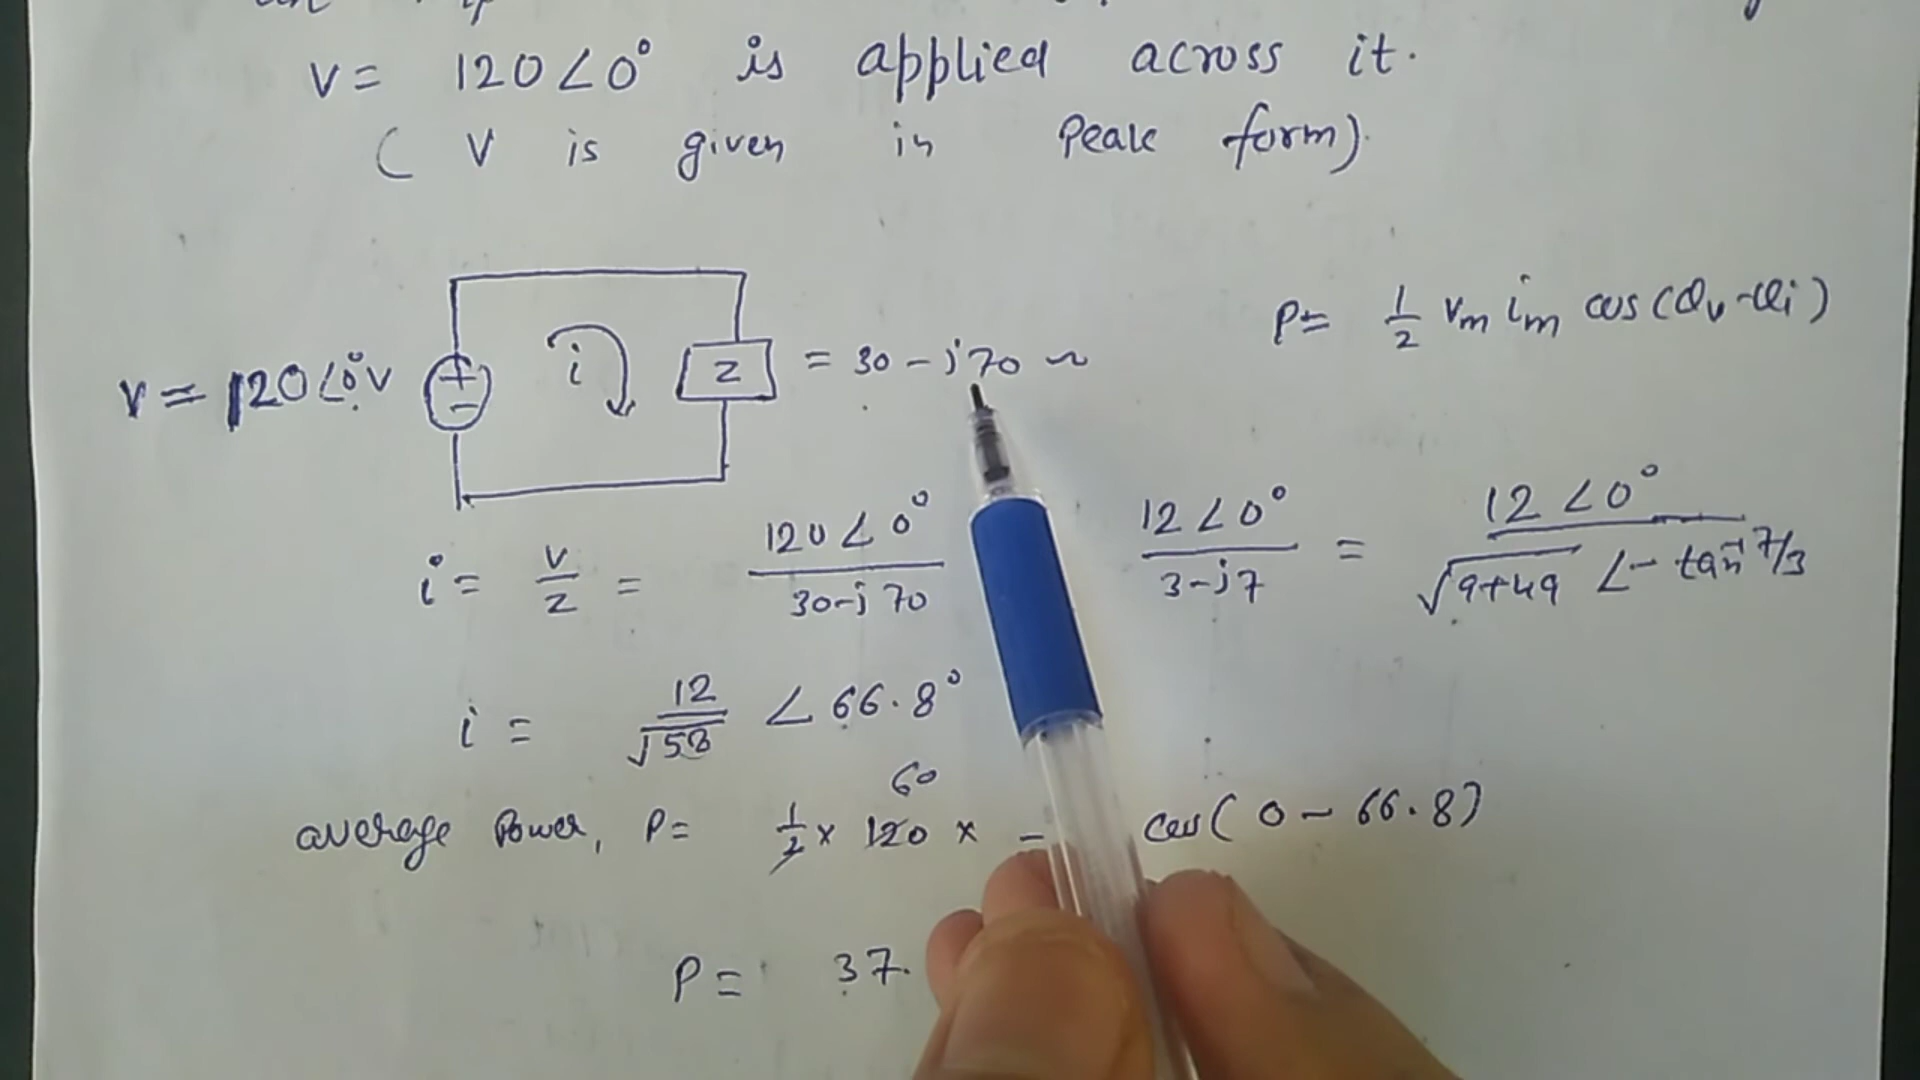 V= 120∠0° is applied across it.
( V is given in Peak form).
P= 1/2 Vm im cos(θv-θi)
V= 120∠0°V + − i Z = 30-j70 ~
i= V/Z = 120∠0°/30-j70 12∠0°/3-j7 = 12∠0°/√9+49 ∠- tan⁻¹ 7/3
i = 12/√58 ∠66.8°
60
average Power, P= 1/2 x 120 x cos( 0-66.8)
P= 37.